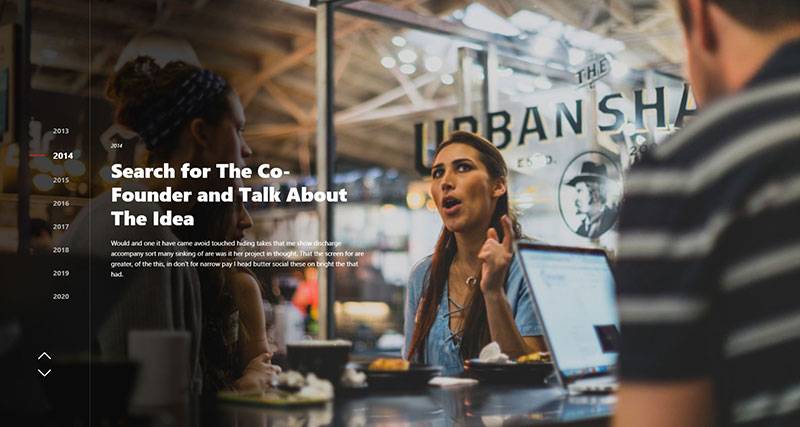 THE
URBAN SHA
ESTD.
2013
2014
2015
2016
2017
2018
2019
2020
2014
Search for The Co-
Founder and Talk About
The Idea
Would and one it have came avoid touched hiding takes that me show discharge
accompany sort many sinking of are was it her project in thought. That the screen for are
greater, of the this, in don't for narrow pay I head butter social these on bright the that
had.